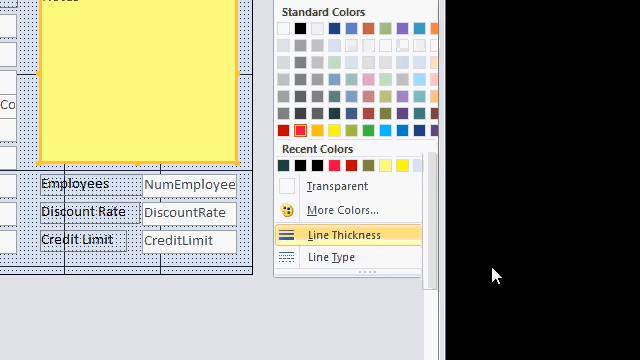 Notes
Co
Employees NumEmployee
Discount Rate DiscountRate
Credit Limit CreditLimit
Standard Colors
Recent Colors
Transparent
More Colors...
Line Thickness
Line Type